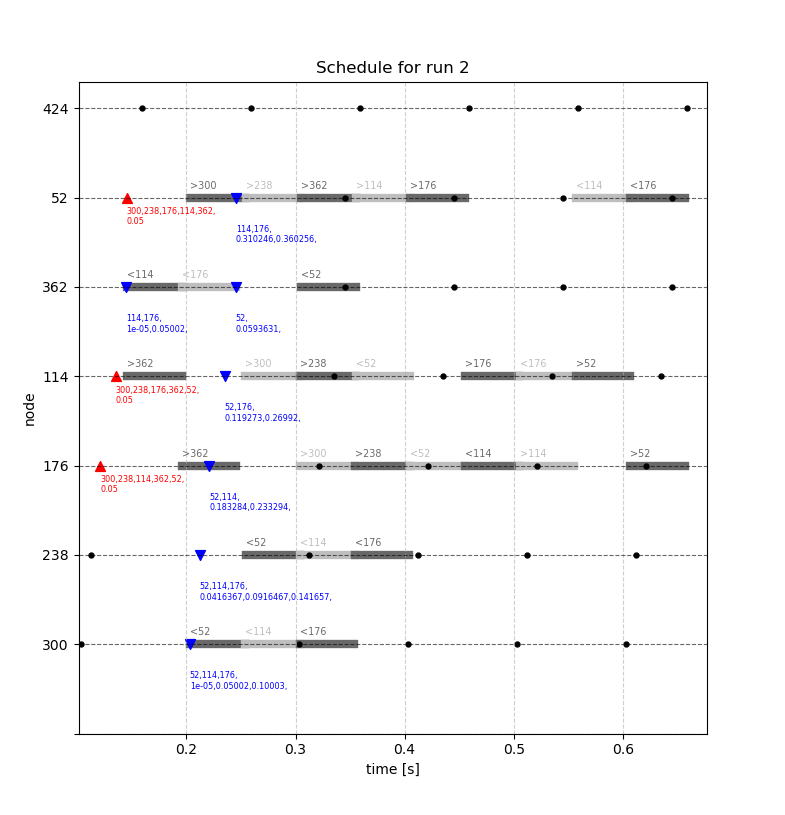 Schedule for run 2
424
>300 >238 >362 >114 >176 <114 <176
52
300,238,176,114,362,
0.05
114,176,
0.310246,0.360256,
<114 <176 <52
362
114,176,
1e-05,0.05002,
52,
0.0593631,
>362 >300 >238 <52 >176 <176 >52
114
300,238,176,362,52,
0.05
52,176,
0.119273,0.26992,
>362 >300 >238 <52 <114 >114 >52
176
300,238,114,362,52,
0.05
52,114,
0.183284,0.233294,
<52 <114 <176
238
52,114,176,
0.0416367,0.0916467,0.141657,
<52 <114 <176
300
52,114,176,
1e-05,0.05002,0.10003,
0.2 0.3 0.4 0.5 0.6
time [s]
node